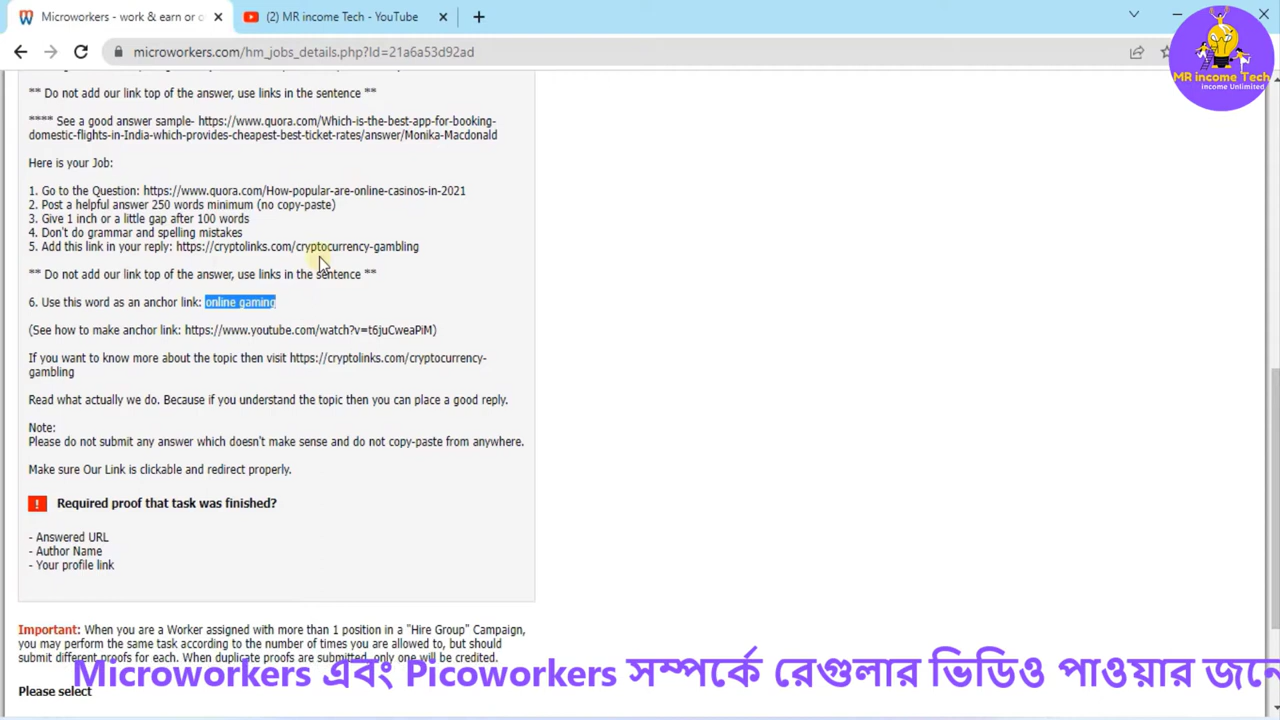 Microworkers - work & earn or o
(2) MR income Tech - YouTube
microworkers.com/hm_jobs_details.php?Id=21a6a53d92ad
MR income Tech
income Unlimited
** Do not add our link top of the answer, use links in the sentence **
**** See a good answer sample- https://www.quora.com/Which-is-the-best-app-for-booking-
domestic-flights-in-India-which-provides-cheapest-best-ticket-rates/answer/Monika-Macdonald
Here is your Job:
1. Go to the Question: https://www.quora.com/How-popular-are-online-casinos-in-2021
2. Post a helpful answer 250 words minimum (no copy-paste)
3. Give 1 inch or a little gap after 100 words
4. Don't do grammar and spelling mistakes
5. Add this link in your reply: https://cryptolinks.com/cryptocurrency-gambling
** Do not add our link top of the answer, use links in the sentence **
6. Use this word as an anchor link: online gaming
(See how to make anchor link: https://www.youtube.com/watch?v=t6juCweaPiM)
If you want to know more about the topic then visit https://cryptolinks.com/cryptocurrency-
gambling
Read what actually we do. Because if you understand the topic then you can place a good reply.
Note:
Please do not submit any answer which doesn't make sense and do not copy-paste from anywhere.
Make sure Our Link is clickable and redirect properly.
! Required proof that task was finished?
- Answered URL
- Author Name
- Your profile link
Important: When you are a Worker assigned with more than 1 position in a "Hire Group" Campaign,
you may perform the same task according to the number of times you are allowed to, but should
submit different proofs for each. When duplicate proofs are submitted, only one will be credited.
Microworkers এবং Picoworkers সম্পর্কে রেগুলার ভিডিও পাওয়ার জন্যে
Please select